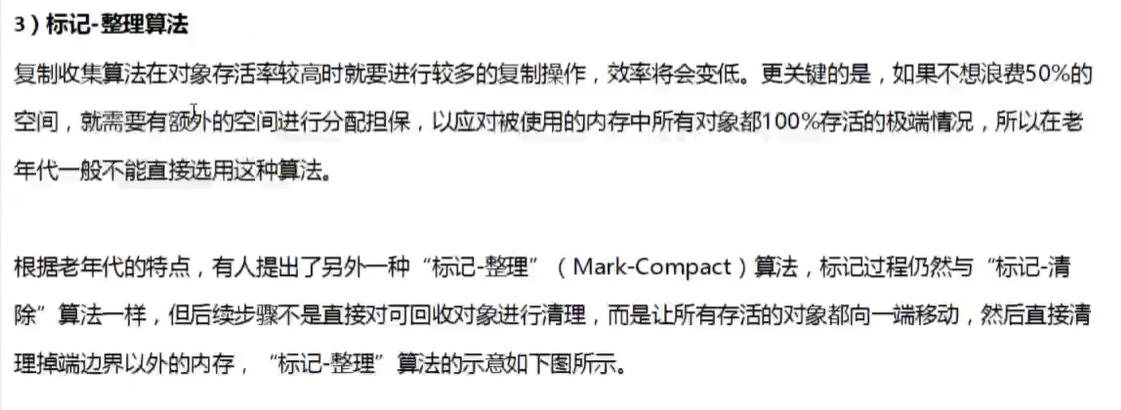 3）标记-整理算法
复制收集算法在对象存活率较高时就要进行较多的复制操作，效率将会变低。更关键的是，如果不想浪费50%的
空间，就需要有额外的空间进行分配担保，以应对被使用的内存中所有对象都100%存活的极端情况，所以在老
年代一般不能直接选用这种算法。
根据老年代的特点，有人提出了另外一种“标记-整理”（Mark-Compact）算法，标记过程仍然与“标记-清
除”算法一样，但后续步骤不是直接对可回收对象进行清理，而是让所有存活的对象都向一端移动，然后直接清
理掉端边界以外的内存，“标记-整理”算法的示意如下图所示。